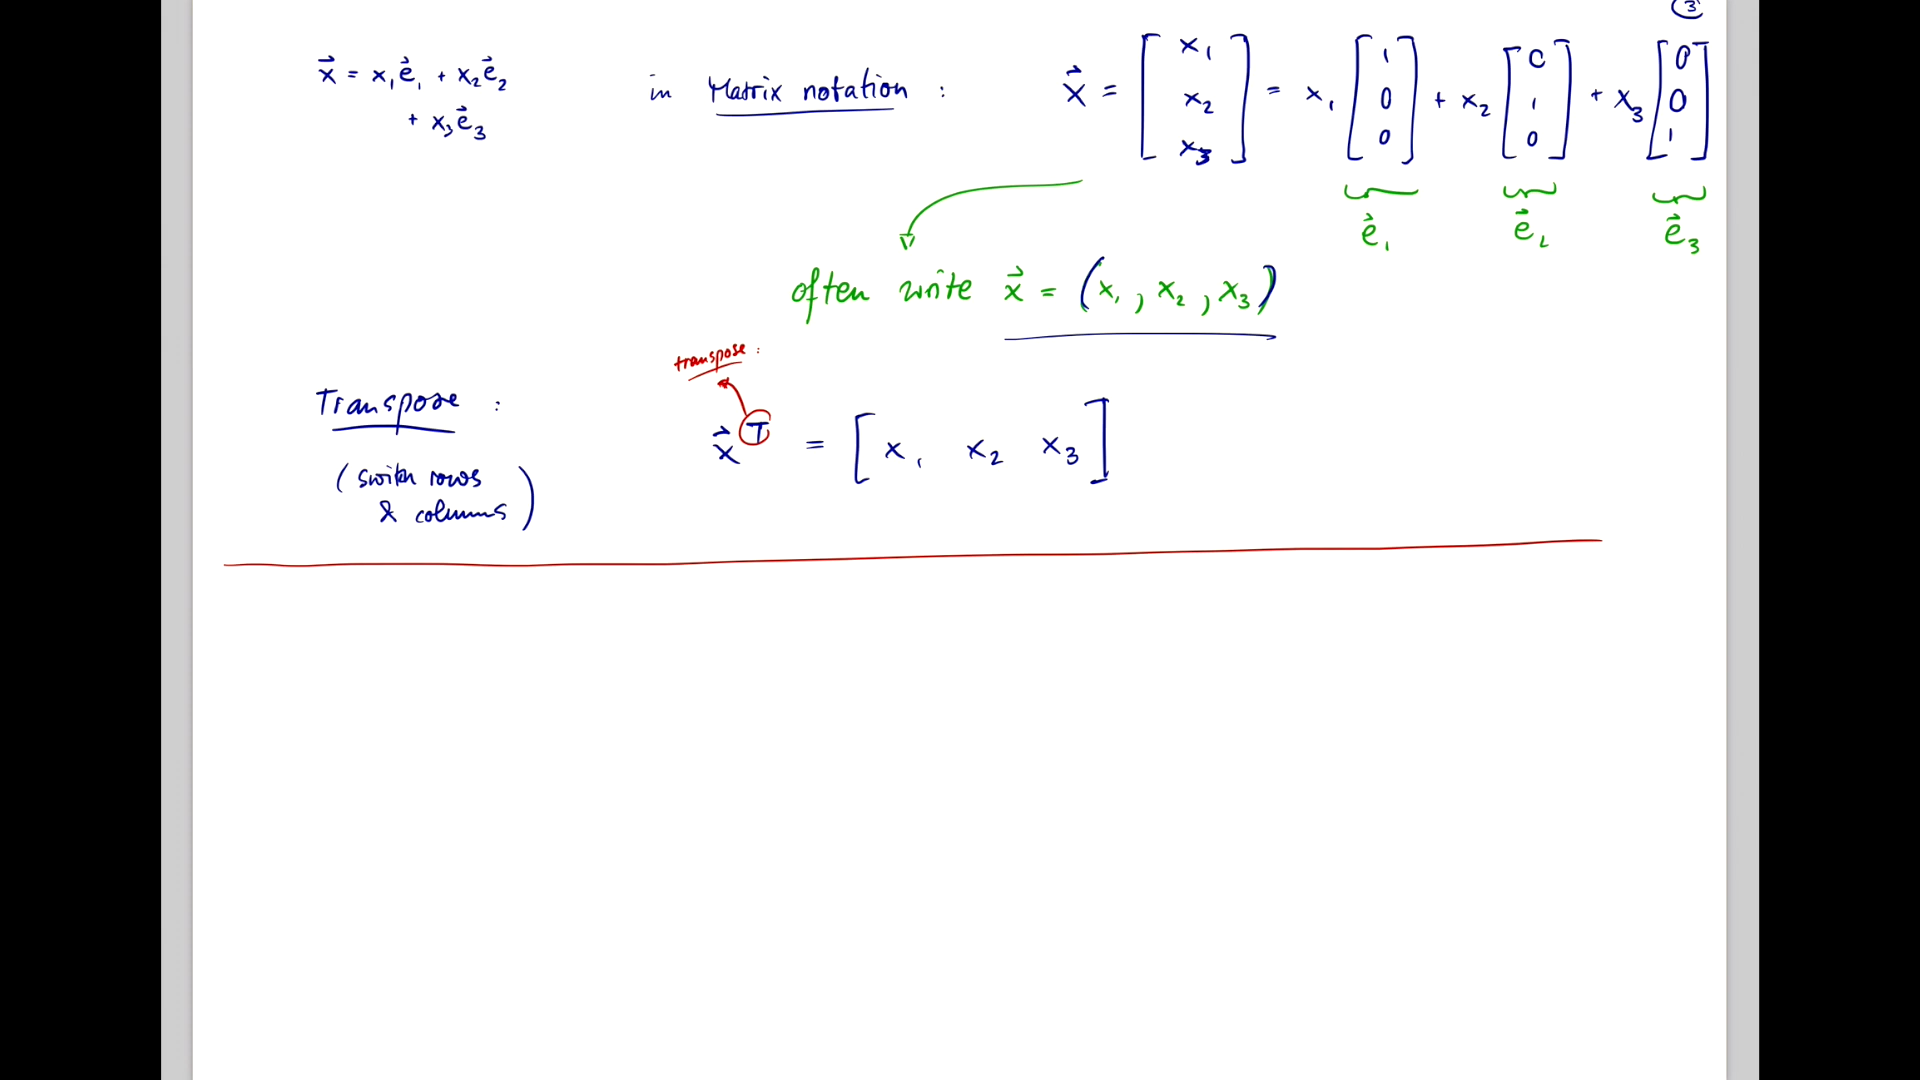 ③
x⃗ = x₁e⃗₁ + x₂e⃗₂
+ x₃e⃗₃
in Matrix notation :
x⃗ = [x₁ x₂ x₃] = x₁ [1 0 0] + x₂ [0 1 0] + x₃ [0 0 1]
e⃗₁ e⃗₂ e⃗₃
often write x⃗ = (x₁, x₂, x₃)
transpose :
Transpose :
x⃗ᵀ = [x₁ x₂ x₃]
(swith rows
& columns)